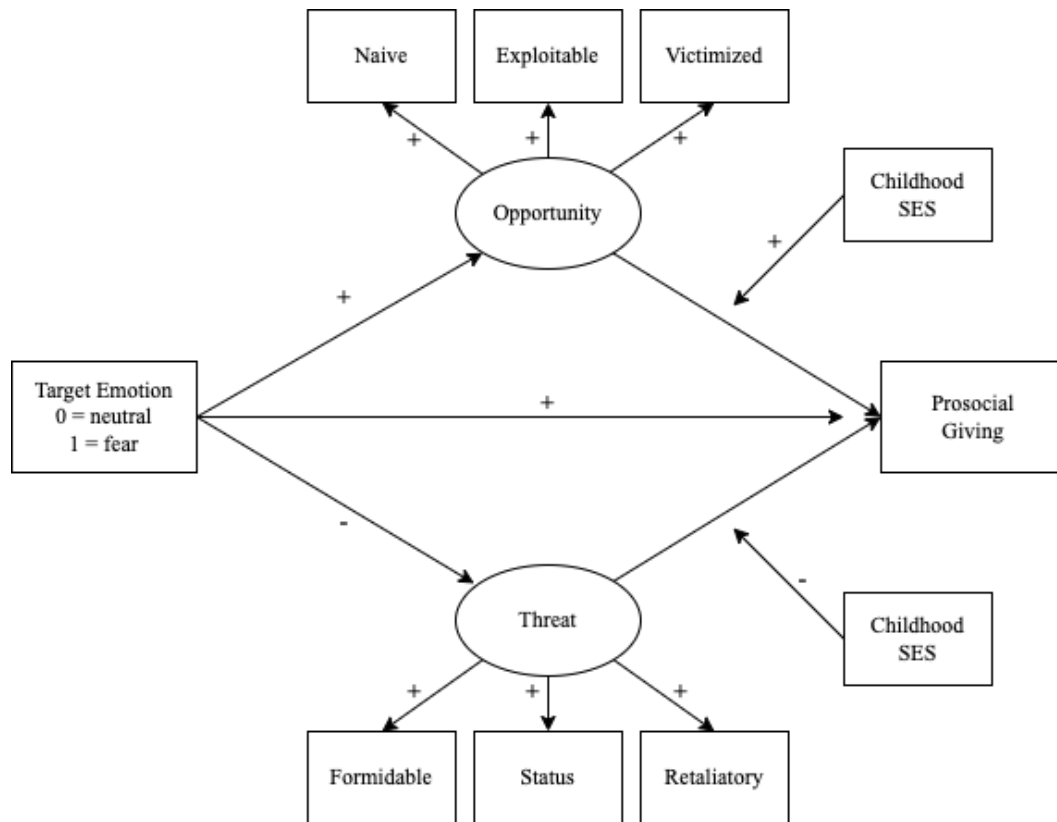 Naive
Exploitable
Victimized
+
+
+
Childhood
SES
Opportunity
+
+
Target Emotion
0 = neutral
1 = fear
+
Prosocial
Giving
-
-
Threat
Childhood
SES
+
+
+
Formidable
Status
Retaliatory